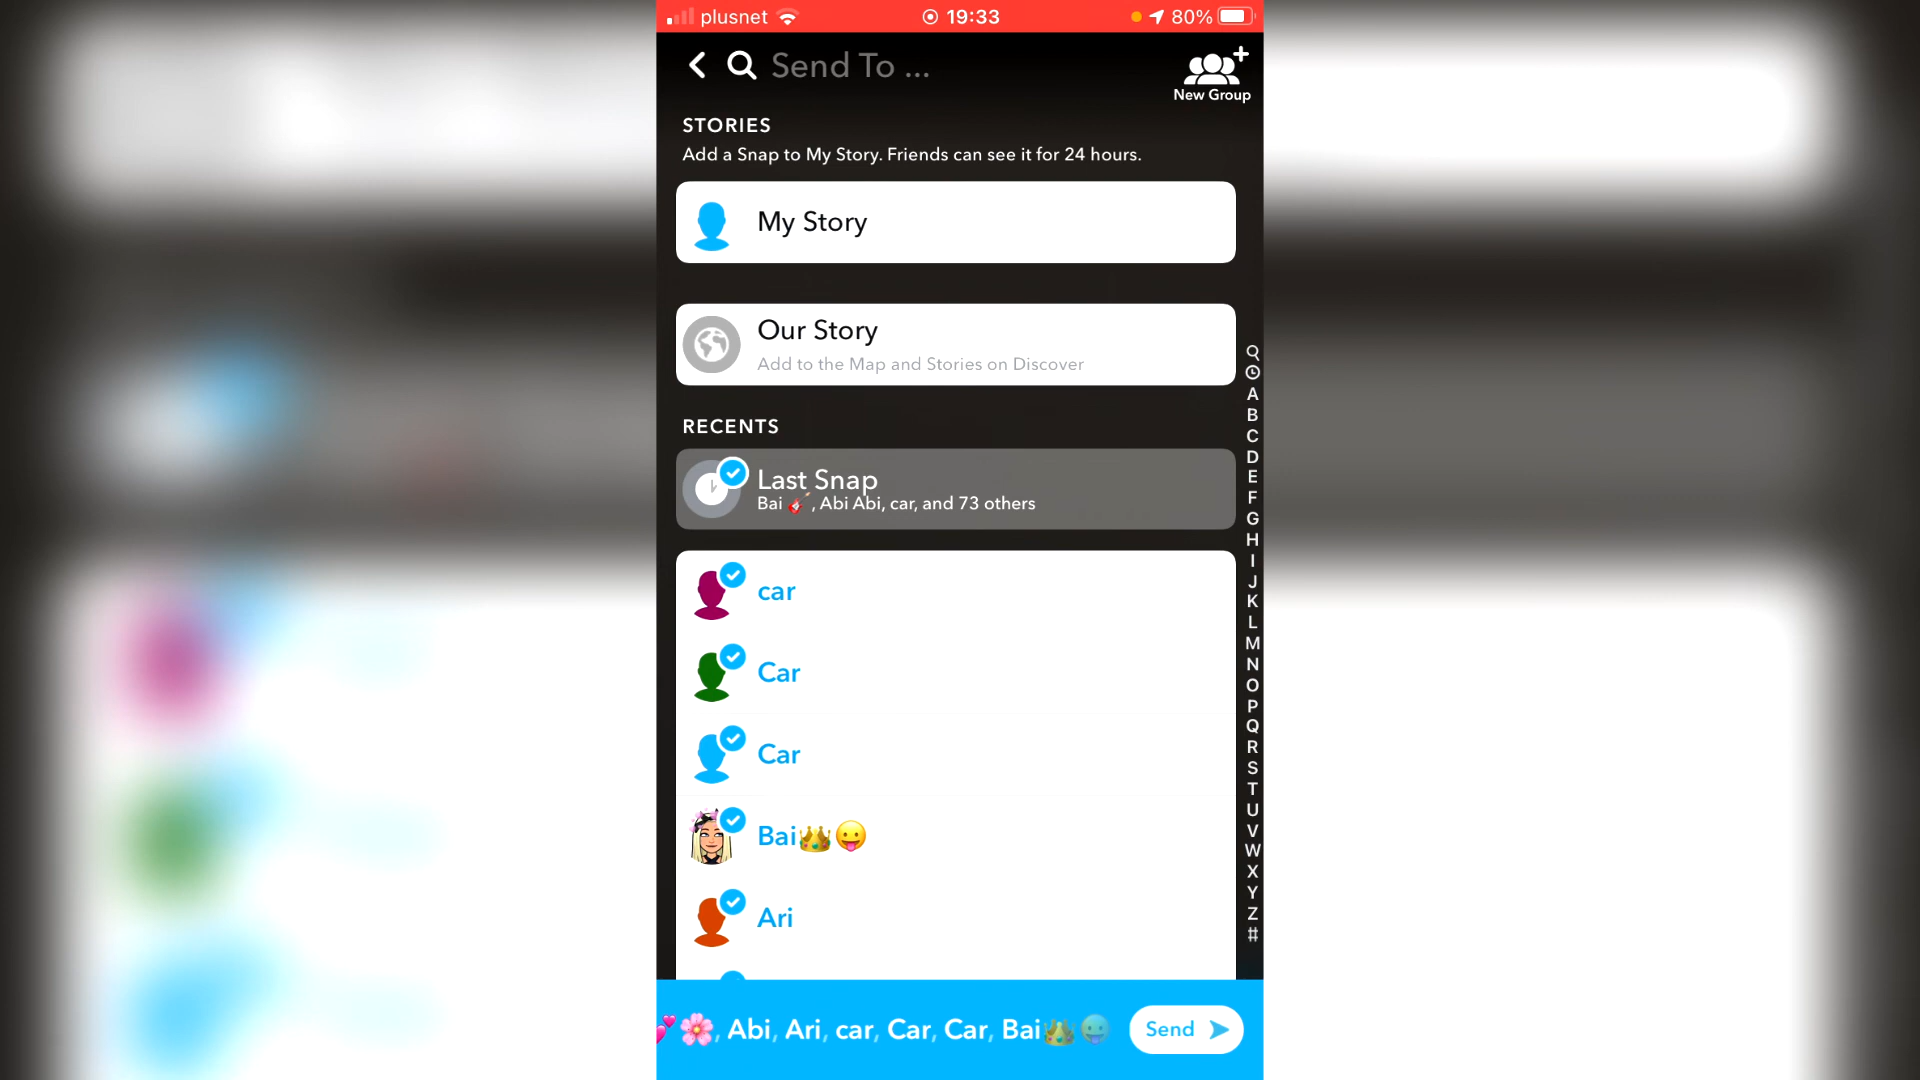 plusnet 19:33 80%
Send To ...
New Group
STORIES
Add a Snap to My Story. Friends can see it for 24 hours.
My Story
Our Story
Add to the Map and Stories on Discover
RECENTS
Last Snap
Bai 🎸, Abi Abi, car, and 73 others
car
Car
Car
Bai👑😛
Ari
A
B
C
D
E
F
G
H
I
J
K
L
M
N
O
P
Q
R
S
T
U
V
W
X
Y
Z
#
💕🌸, Abi, Ari, car, Car, Car, Bai👑😛
Send